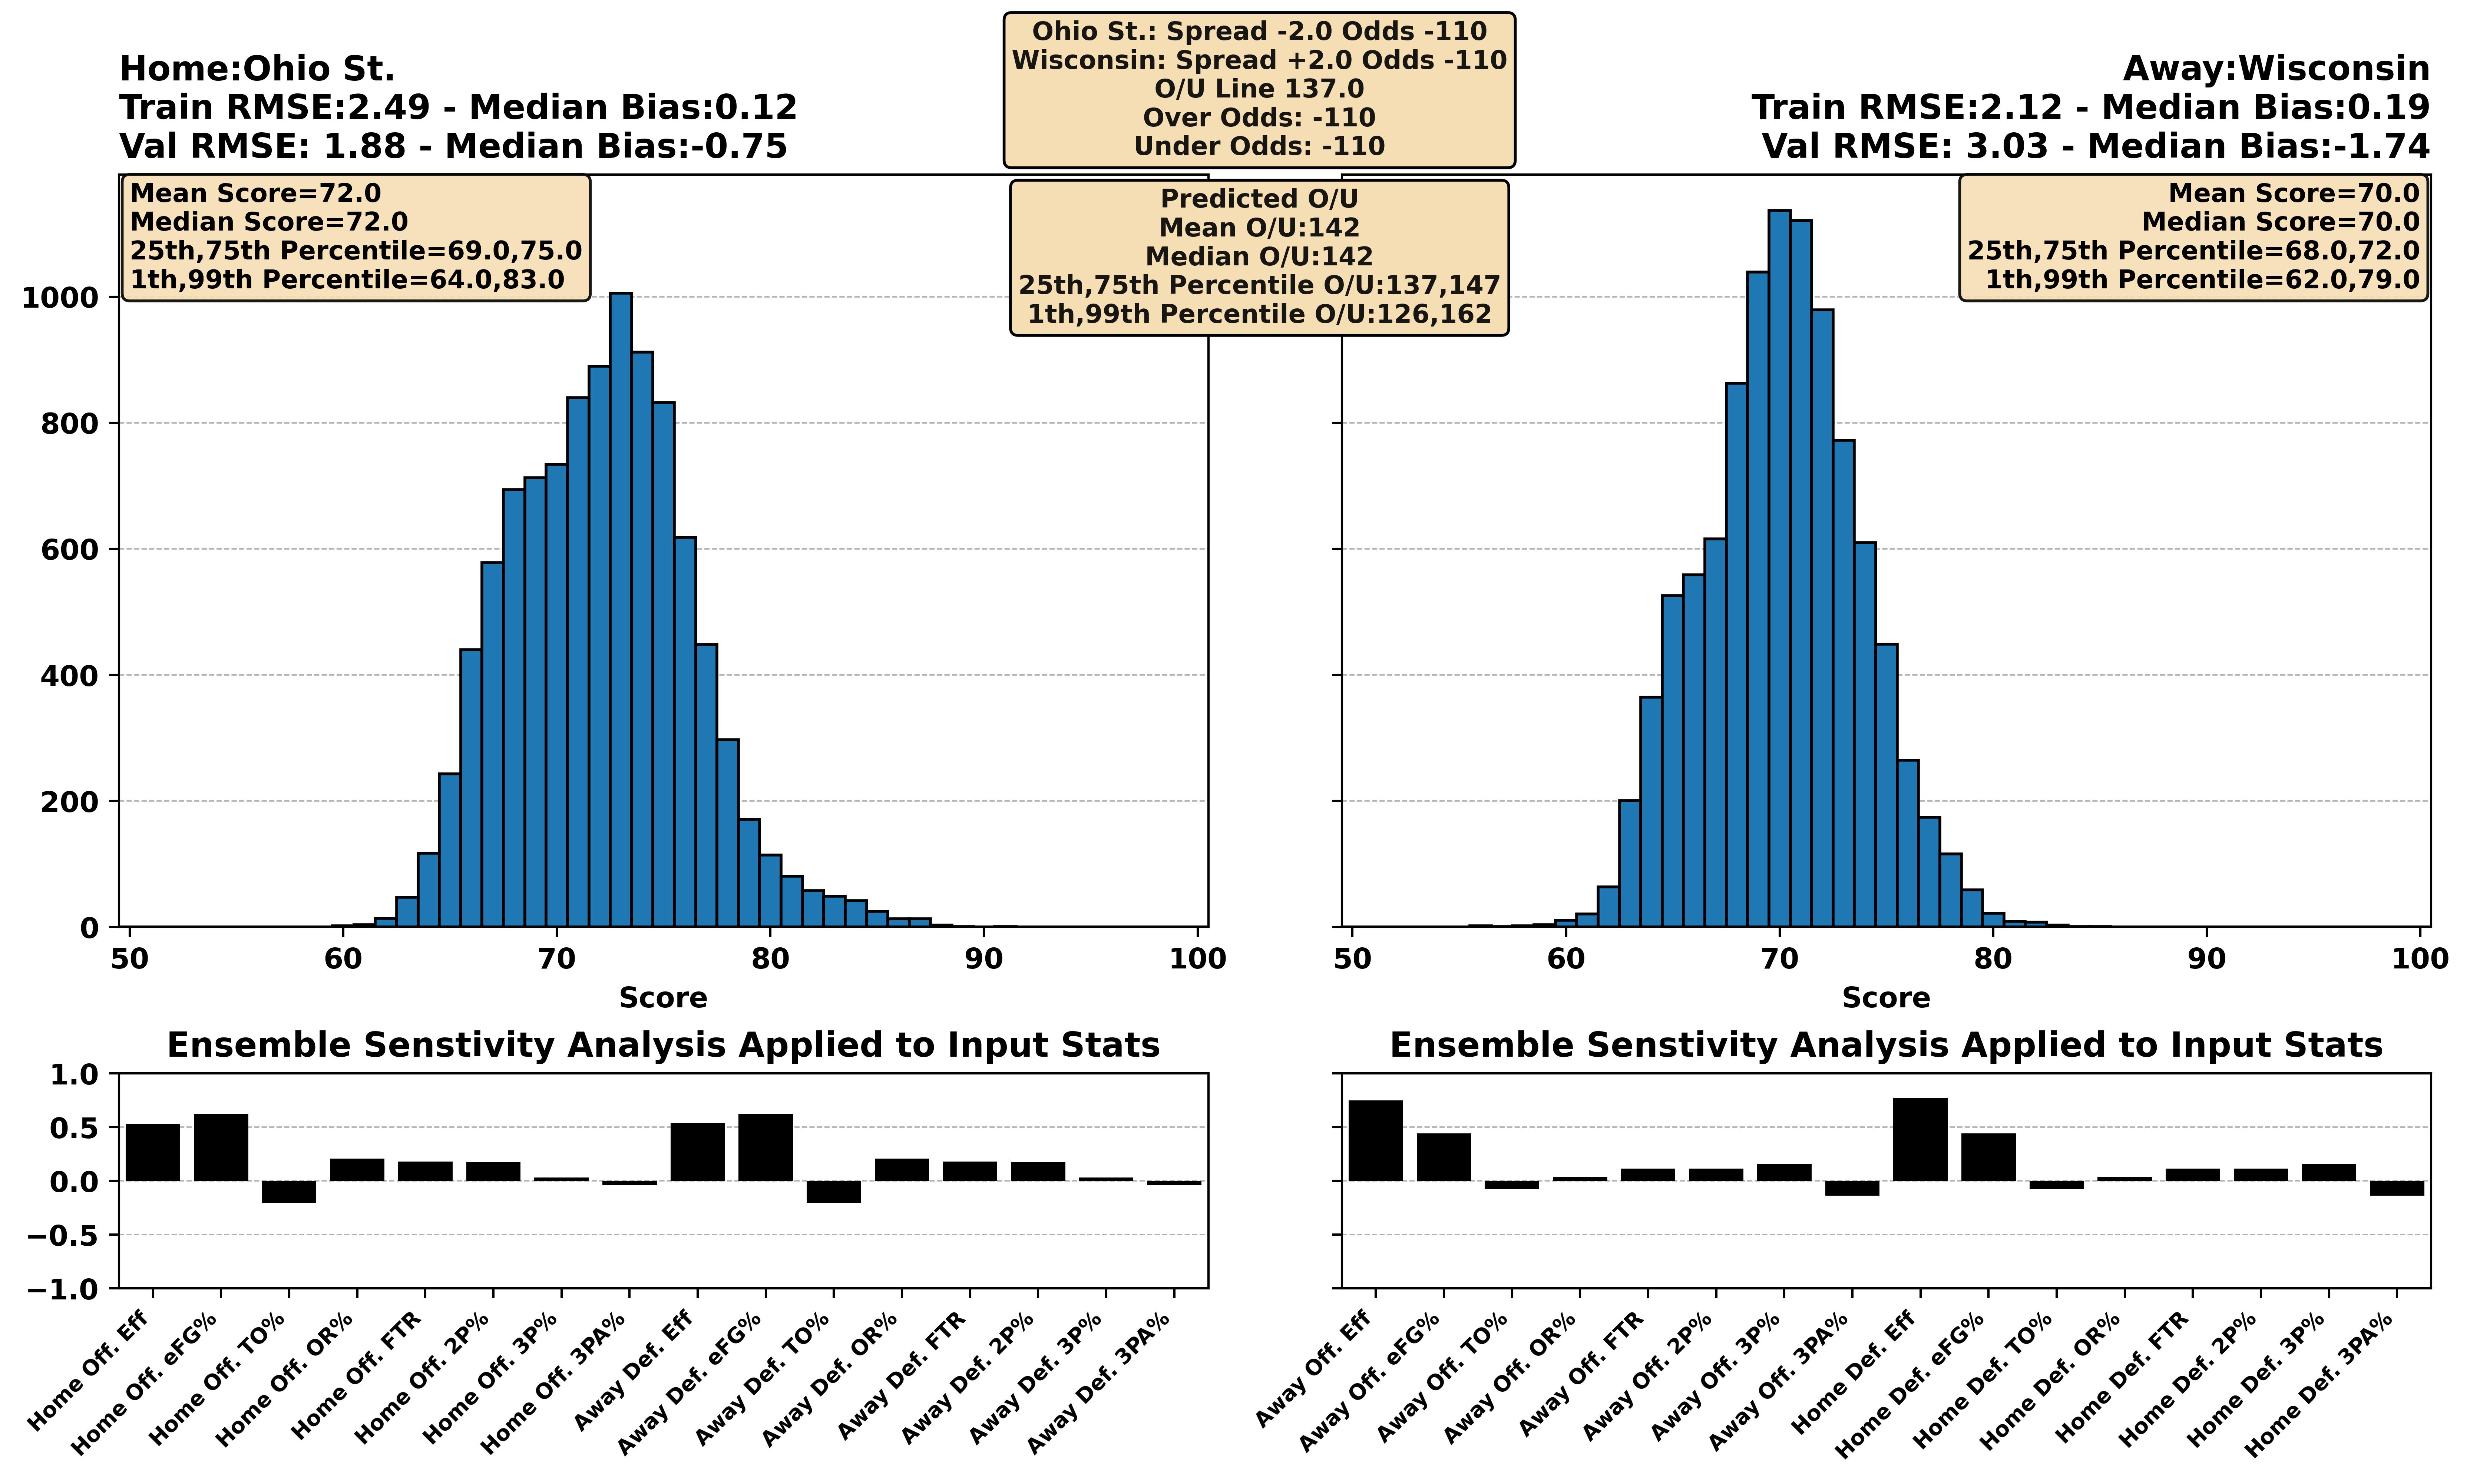 Ohio St.: Spread -2.0 Odds -110
Wisconsin: Spread +2.0 Odds -110
O/U Line 137.0
Over Odds: -110
Under Odds: -110
Home:Ohio St.
Train RMSE:2.49 - Median Bias:0.12
Val RMSE: 1.88 - Median Bias:-0.75
Away:Wisconsin
Train RMSE:2.12 - Median Bias:0.19
Val RMSE: 3.03 - Median Bias:-1.74
Mean Score=72.0
Median Score=72.0
25th,75th Percentile=69.0,75.0
1th,99th Percentile=64.0,83.0
Predicted O/U
Mean O/U:142
Median O/U:142
25th,75th Percentile O/U:137,147
1th,99th Percentile O/U:126,162
Mean Score=70.0
Median Score=70.0
25th,75th Percentile=68.0,72.0
1th,99th Percentile=62.0,79.0
1000
800
600
400
200
0
50 60 70 80 90 100
Score
50 60 70 80 90 100
Score
Ensemble Senstivity Analysis Applied to Input Stats
1.0
0.5
0.0
−0.5
−1.0
Home Off. Eff
Home Off. eFG%
Home Off. TO%
Home Off. OR%
Home Off. FTR
Home Off. 2P%
Home Off. 3P%
Home Off. 3PA%
Away Def. Eff
Away Def. eFG%
Away Def. TO%
Away Def. OR%
Away Def. FTR
Away Def. 2P%
Away Def. 3P%
Away Def. 3PA%
Ensemble Senstivity Analysis Applied to Input Stats
Away Off. Eff
Away Off. eFG%
Away Off. TO%
Away Off. OR%
Away Off. FTR
Away Off. 2P%
Away Off. 3P%
Away Off. 3PA%
Home Def. Eff
Home Def. eFG%
Home Def. TO%
Home Def. OR%
Home Def. FTR
Home Def. 2P%
Home Def. 3P%
Home Def. 3PA%